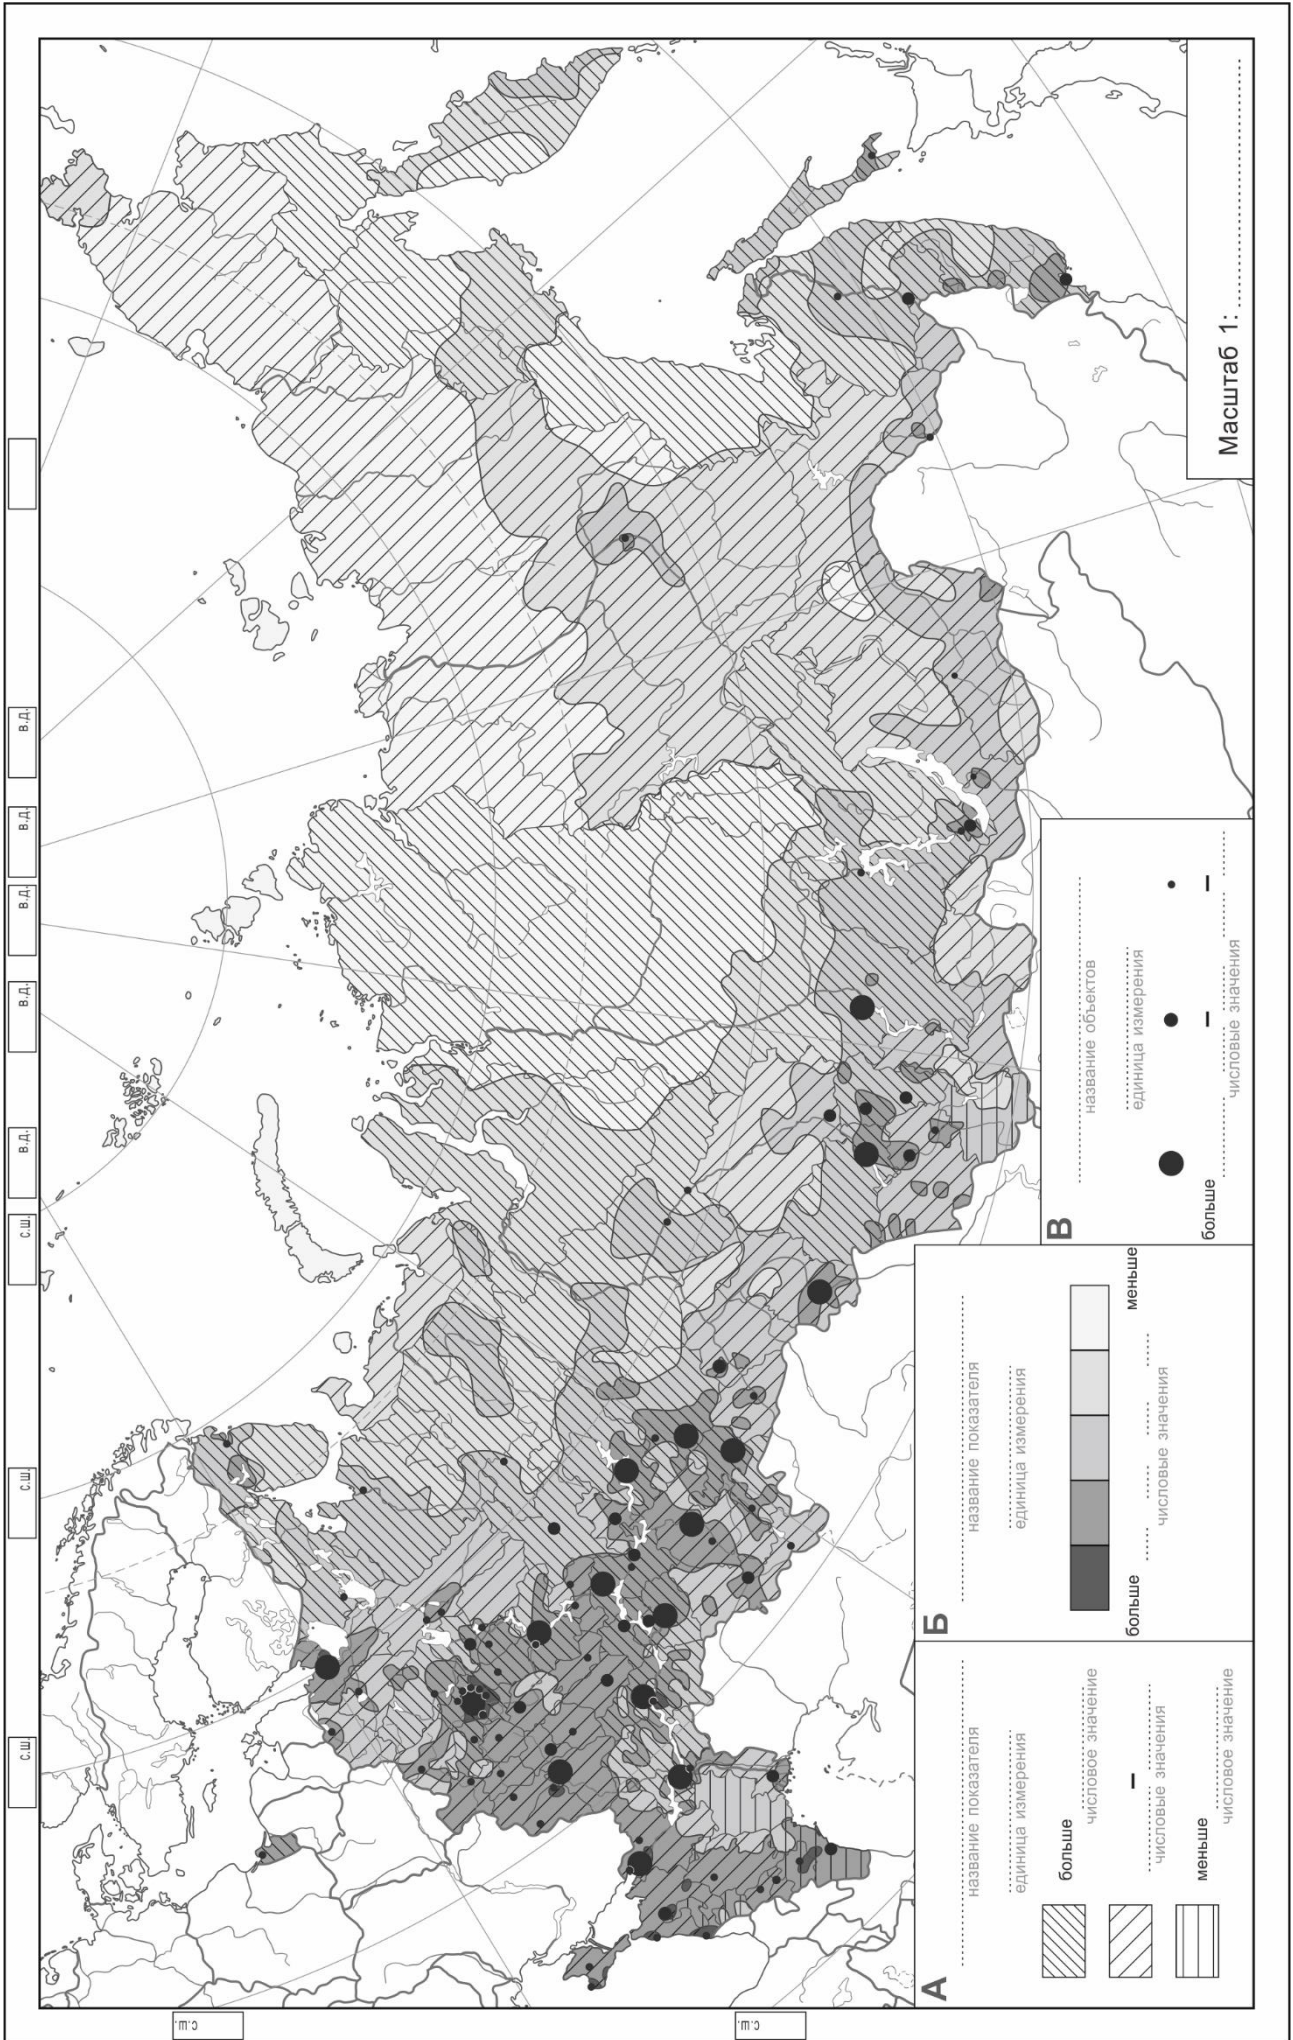 с.ш.
с.ш
с.ш.
в.д.
в.д.
в.д.
в.д.
в.д.
с.ш.
с.ш.
А
название показателя
единица измерения
больше
числовое значение
–
числовые значения
меньше
числовое значение
Б
название показателя
единица измерения
больше
меньше
числовые значения
В
название объектов
единица измерения
больше
–
–
числовые значения
Масштаб 1: